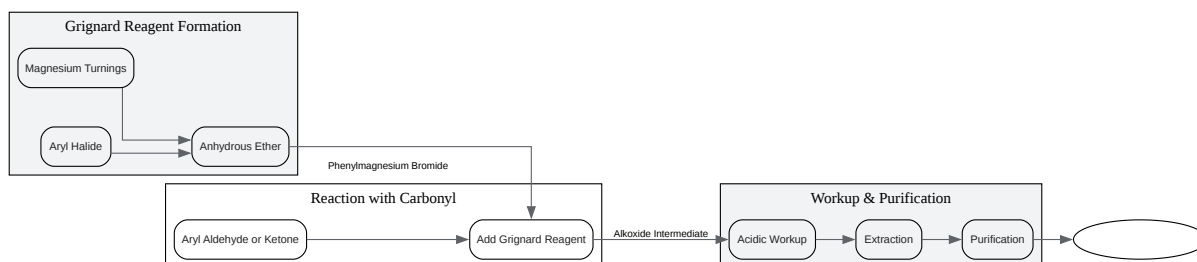 Grignard Reagent Formation
Magnesium Turnings
Aryl Halide
Anhydrous Ether
Phenylmagnesium Bromide
Reaction with Carbonyl
Aryl Aldehyde or Ketone
Add Grignard Reagent
Alkoxide Intermediate
Workup & Purification
Acidic Workup
Extraction
Purification